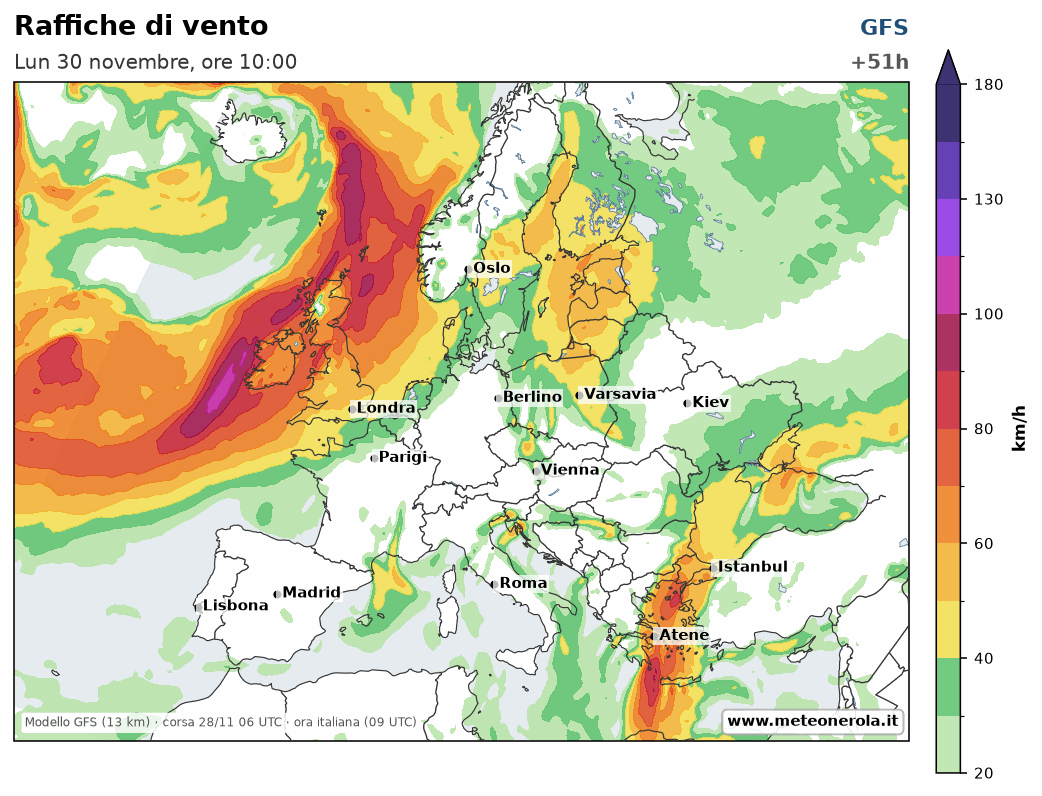 Raffiche di vento
GFS
Lun 30 novembre, ore 10:00
+51h
180
130
100
80
60
40
20
km/h
Oslo
Londra
Berlino
Varsavia
Kiev
Parigi
Vienna
Istanbul
Roma
Madrid
Lisbona
Atene
Modello GFS (13 km) · corsa 28/11 06 UTC · ora italiana (09 UTC)
www.meteonerola.it